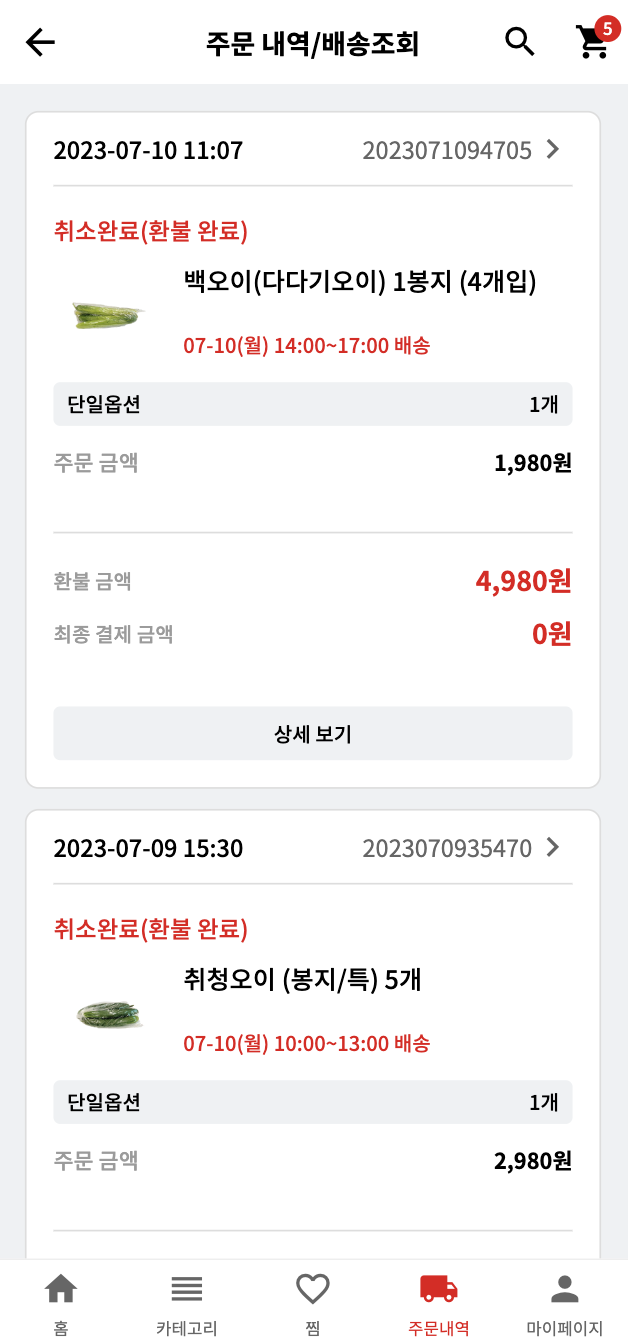 주문 내역/배송조회
5
2023-07-10 11:07 2023071094705
취소완료(환불 완료)
백오이(다다기오이) 1봉지 (4개입)
07-10(월) 14:00~17:00 배송
단일옵션 1개
주문 금액 1,980원
환불 금액 4,980원
최종 결제 금액 0원
상세 보기
2023-07-09 15:30 2023070935470
취소완료(환불 완료)
취청오이 (봉지/특) 5개
07-10(월) 10:00~13:00 배송
단일옵션 1개
주문 금액 2,980원
홈 카테고리 찜 주문내역 마이페이지